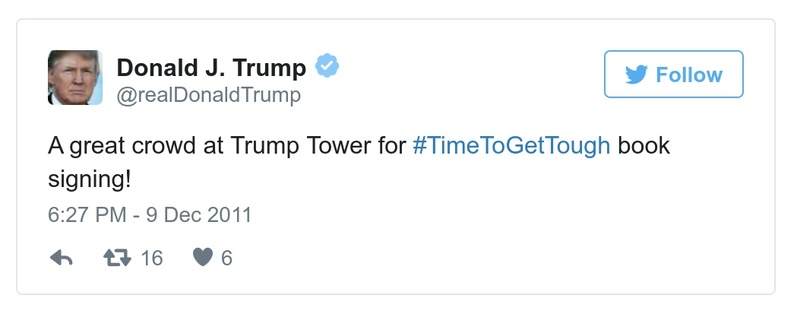 Donald J. Trump
@realDonaldTrump
Follow
A great crowd at Trump Tower for #TimeToGetTough book
signing!
6:27 PM - 9 Dec 2011
16 6